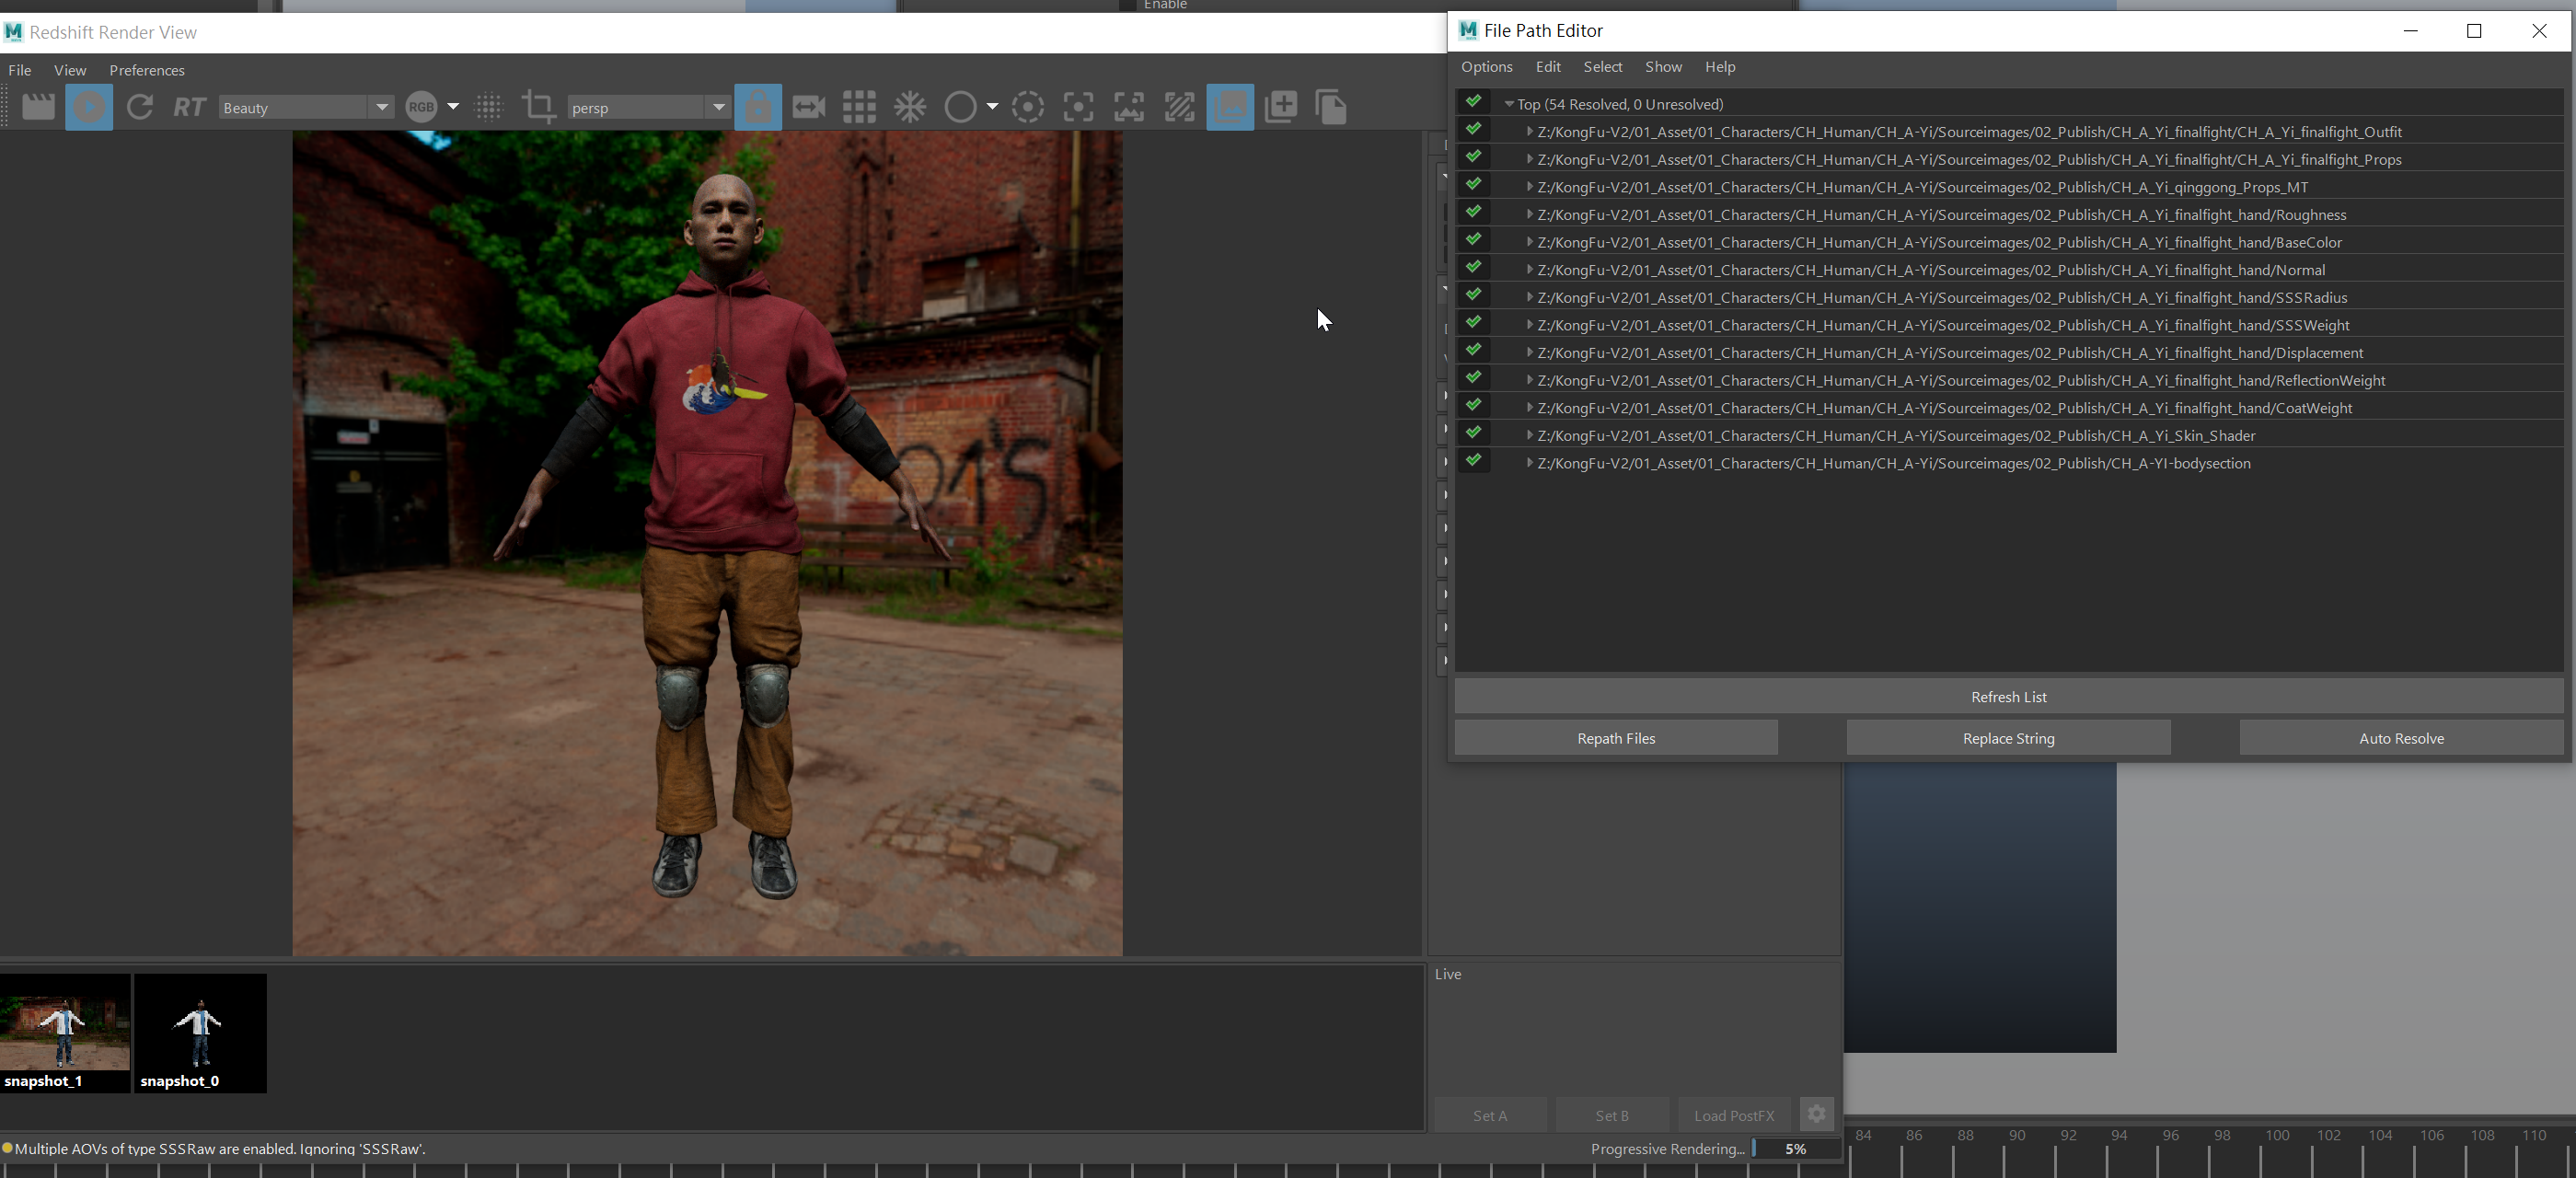 Enable
Redshift Render View
File View Preferences
RT Beauty RGB persp
File Path Editor
Options Edit Select Show Help
Top (54 Resolved, 0 Unresolved)
Z:/KongFu-V2/01_Asset/01_Characters/CH_Human/CH_A-Yi/Sourceimages/02_Publish/CH_A_Yi_finalfight/CH_A_Yi_finalfight_Outfit
Z:/KongFu-V2/01_Asset/01_Characters/CH_Human/CH_A-Yi/Sourceimages/02_Publish/CH_A_Yi_finalfight/CH_A_Yi_finalfight_Props
Z:/KongFu-V2/01_Asset/01_Characters/CH_Human/CH_A-Yi/Sourceimages/02_Publish/CH_A_Yi_qinggong_Props_MT
Z:/KongFu-V2/01_Asset/01_Characters/CH_Human/CH_A-Yi/Sourceimages/02_Publish/CH_A_Yi_finalfight_hand/Roughness
Z:/KongFu-V2/01_Asset/01_Characters/CH_Human/CH_A-Yi/Sourceimages/02_Publish/CH_A_Yi_finalfight_hand/BaseColor
Z:/KongFu-V2/01_Asset/01_Characters/CH_Human/CH_A-Yi/Sourceimages/02_Publish/CH_A_Yi_finalfight_hand/Normal
Z:/KongFu-V2/01_Asset/01_Characters/CH_Human/CH_A-Yi/Sourceimages/02_Publish/CH_A_Yi_finalfight_hand/SSSRadius
Z:/KongFu-V2/01_Asset/01_Characters/CH_Human/CH_A-Yi/Sourceimages/02_Publish/CH_A_Yi_finalfight_hand/SSSWeight
Z:/KongFu-V2/01_Asset/01_Characters/CH_Human/CH_A-Yi/Sourceimages/02_Publish/CH_A_Yi_finalfight_hand/Displacement
Z:/KongFu-V2/01_Asset/01_Characters/CH_Human/CH_A-Yi/Sourceimages/02_Publish/CH_A_Yi_finalfight_hand/ReflectionWeight
Z:/KongFu-V2/01_Asset/01_Characters/CH_Human/CH_A-Yi/Sourceimages/02_Publish/CH_A_Yi_finalfight_hand/CoatWeight
Z:/KongFu-V2/01_Asset/01_Characters/CH_Human/CH_A-Yi/Sourceimages/02_Publish/CH_A_Yi_Skin_Shader
Z:/KongFu-V2/01_Asset/01_Characters/CH_Human/CH_A-Yi/Sourceimages/02_Publish/CH_A-YI-bodysection
Refresh List
Repath Files Replace String Auto Resolve
Live
snapshot_1 snapshot_0
Set A Set B Load PostFX
Multiple AOVs of type SSSRaw are enabled. Ignoring 'SSSRaw'.
Progressive Rendering... 5%
84 86 88 90 92 94 96 98 100 102 104 106 108 110